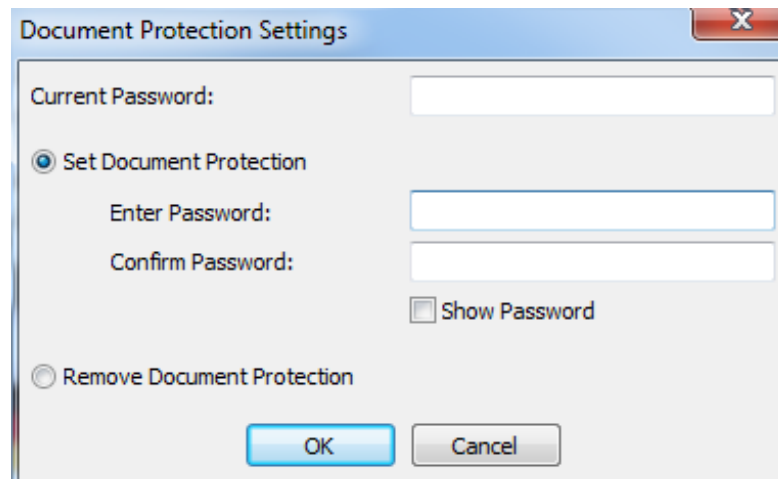 Document Protection Settings
Current Password:
Set Document Protection
Enter Password:
Confirm Password:
Show Password
Remove Document Protection
OK Cancel